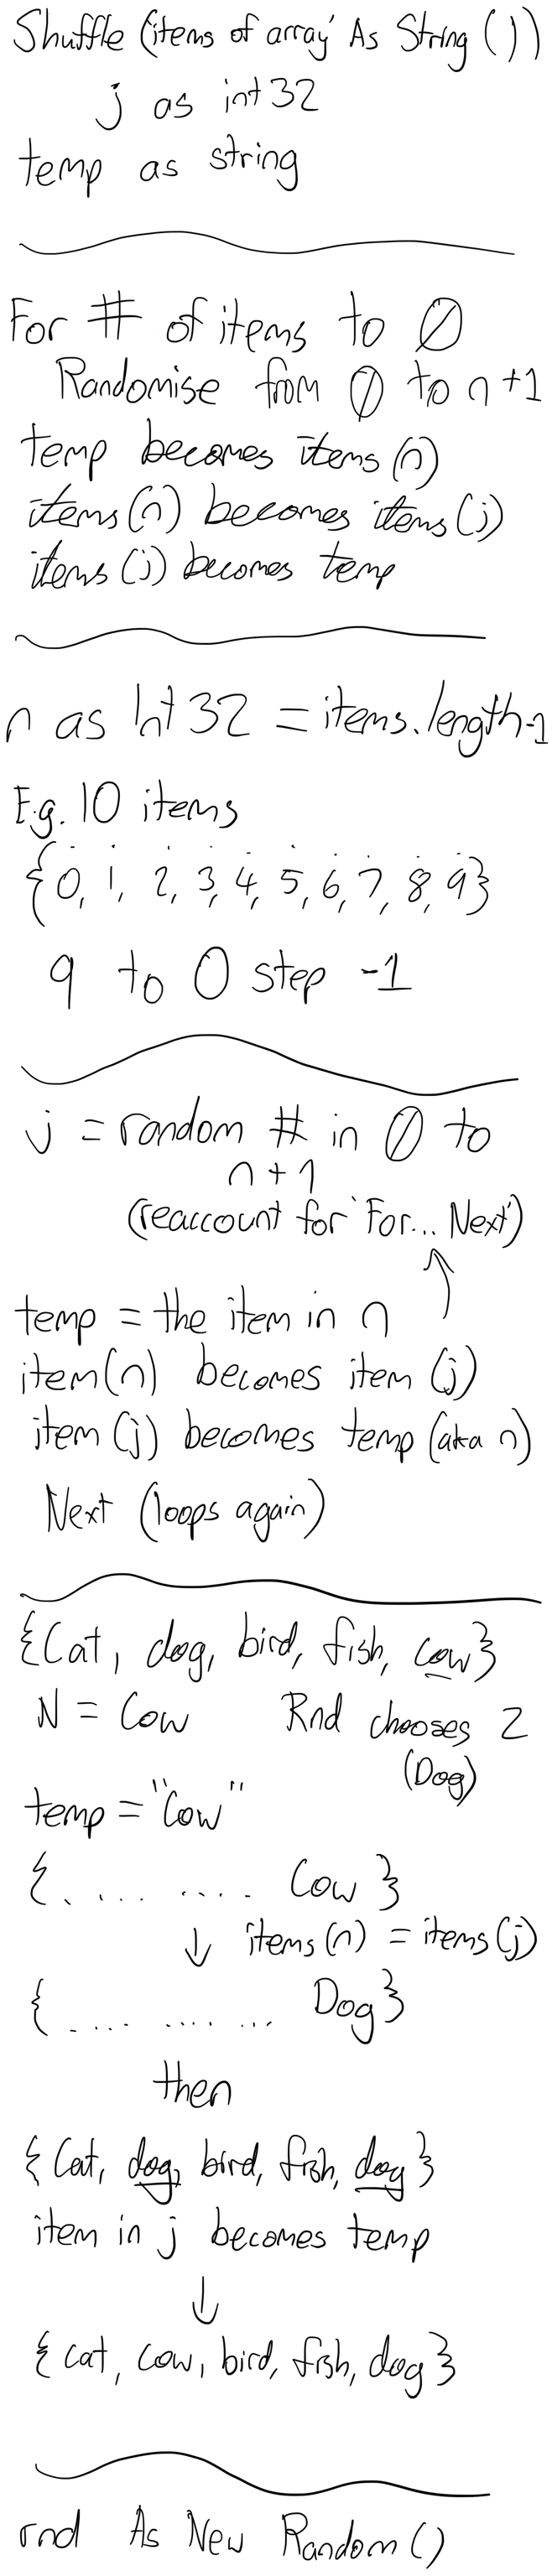 Shuffle (items of array As String ())
j as int32
temp as string
For # of items to 0
Randomise from 0 to n+1
temp becomes items(n)
items(n) becomes items(j)
items(j) becomes temp
n as Int 32 = items.length-1
E.g. 10 items
{0, 1, 2, 3, 4, 5, 6, 7, 8, 9}
9 to 0 step -1
j = random # in 0 to
n+1
(reaccount for 'For... Next')
temp = the item in n
item(n) becomes item (j)
item (j) becomes temp (aka n)
Next (loops again)
{Cat, dog, bird, fish, cow}
N = Cow Rnd chooses 2
(Dog)
temp = "Cow"
{. ... .... Cow }
↓ items(n) = items(j)
{ .... ...... Dog}
then
{Cat, dog, bird, fish, dog}
item in j becomes temp
↓
{cat, cow, bird, fish, dog}
rnd As New Random()